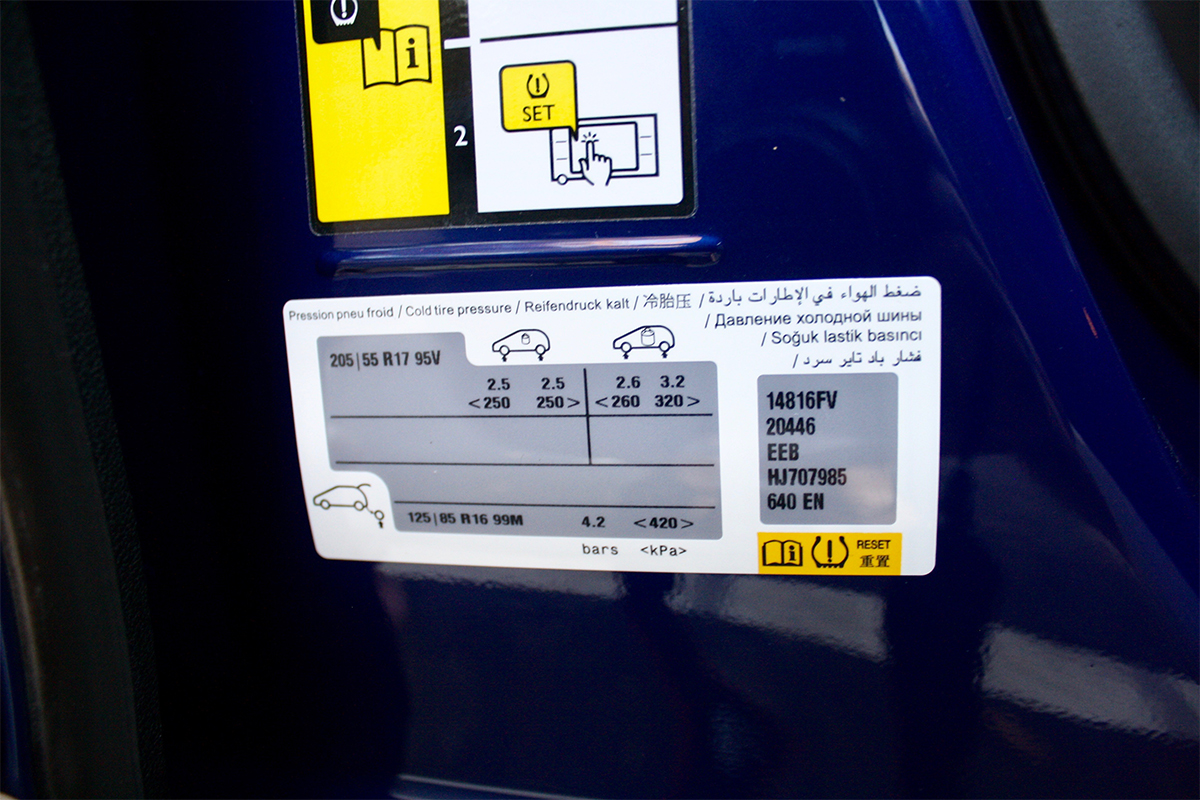 i
2
SET
Pression pneu froid / Cold tire pressure / Reifendruck kalt / 冷胎压 / ضغط الهواء في الإطارات باردة
/ Давление холодной шины
/ Soğuk lastik basıncı
/ فشار باد تایر سرد
205|55 R17 95V
2.5 2.5 2.6 3.2
<250 250> <260 320>
125|85 R16 99M 4.2 <420>
bars <kPa>
14816FV
20446
EEB
HJ707985
640 EN
i RESET
重置